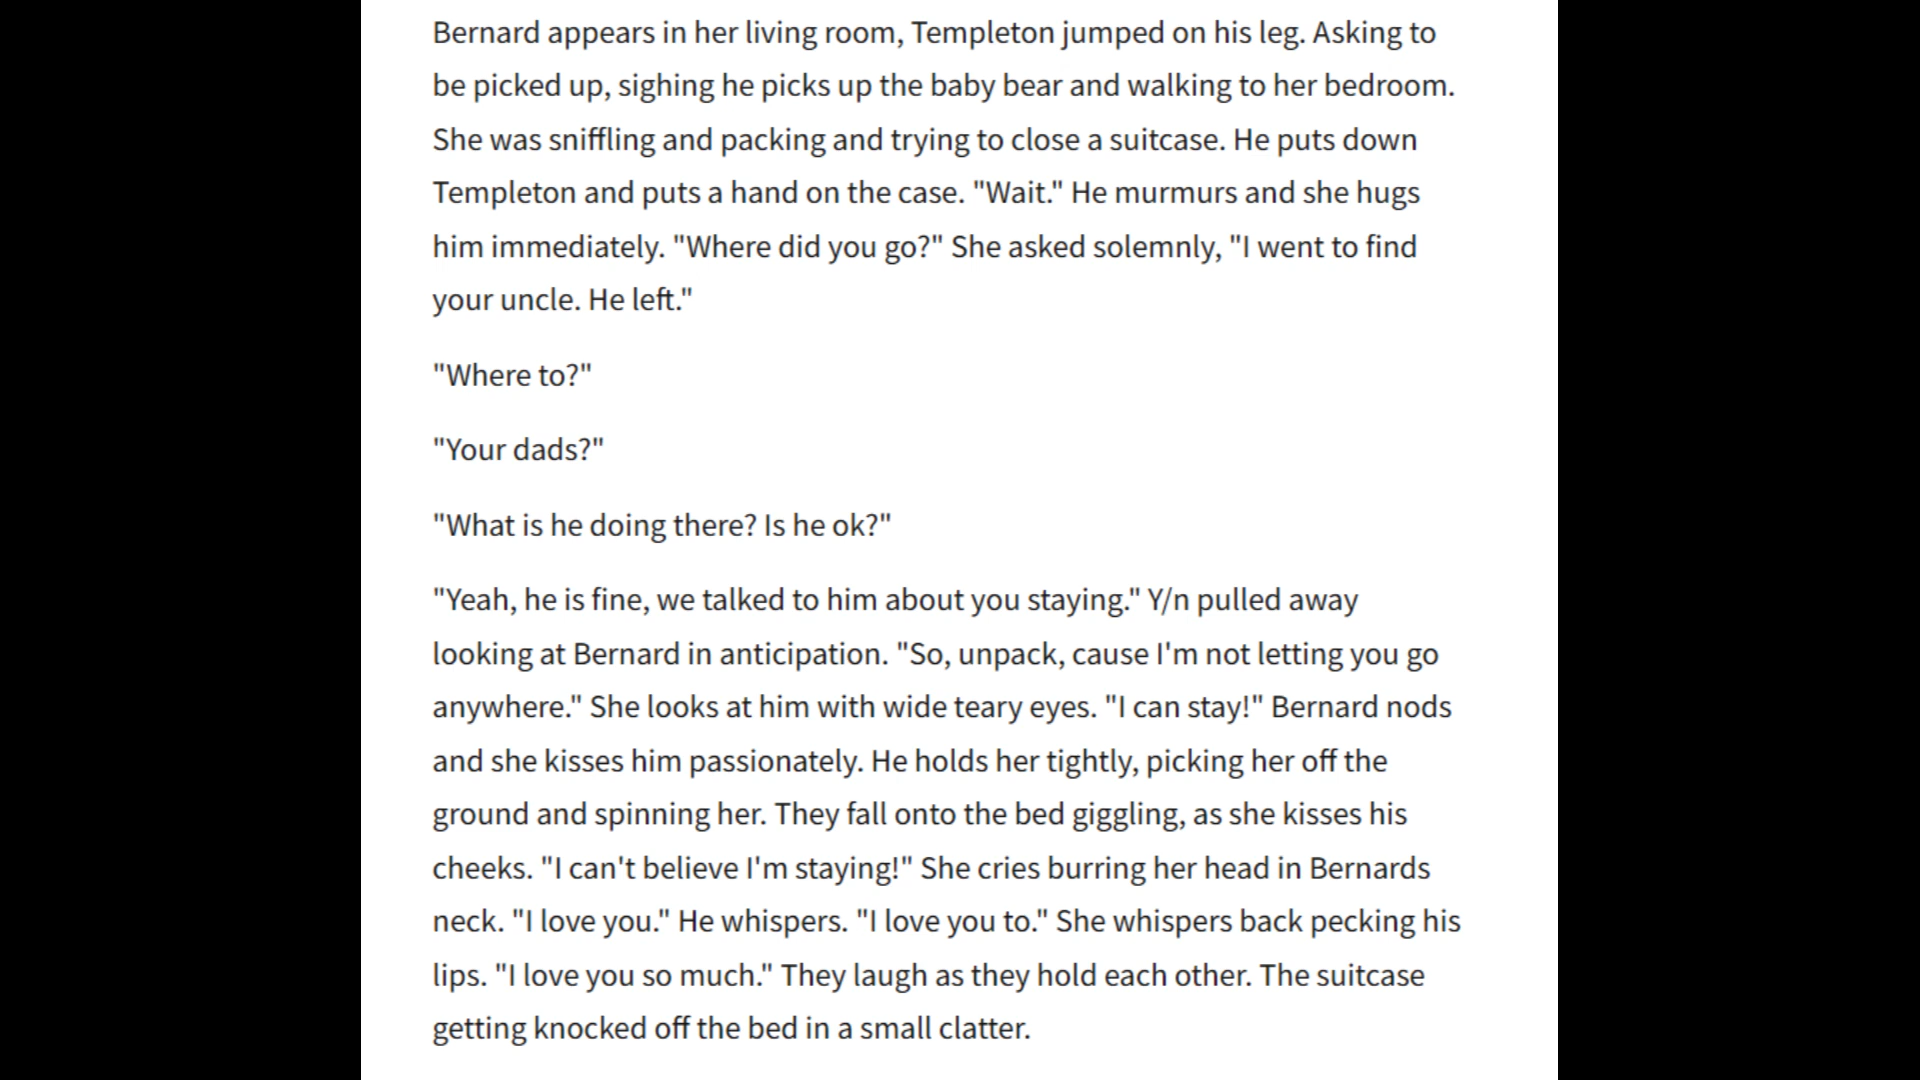 Bernard appears in her living room, Templeton jumped on his leg. Asking to
be picked up, sighing he picks up the baby bear and walking to her bedroom.
She was sniffling and packing and trying to close a suitcase. He puts down
Templeton and puts a hand on the case. "Wait." He murmurs and she hugs
him immediately. "Where did you go?" She asked solemnly, "I went to find
your uncle. He left."
"Where to?"
"Your dads?"
"What is he doing there? Is he ok?"
"Yeah, he is fine, we talked to him about you staying." Y/n pulled away
looking at Bernard in anticipation. "So, unpack, cause I'm not letting you go
anywhere." She looks at him with wide teary eyes. "I can stay!" Bernard nods
and she kisses him passionately. He holds her tightly, picking her off the
ground and spinning her. They fall onto the bed giggling, as she kisses his
cheeks. "I can't believe I'm staying!" She cries burring her head in Bernards
neck. "I love you." He whispers. "I love you to." She whispers back pecking his
lips. "I love you so much." They laugh as they hold each other. The suitcase
getting knocked off the bed in a small clatter.